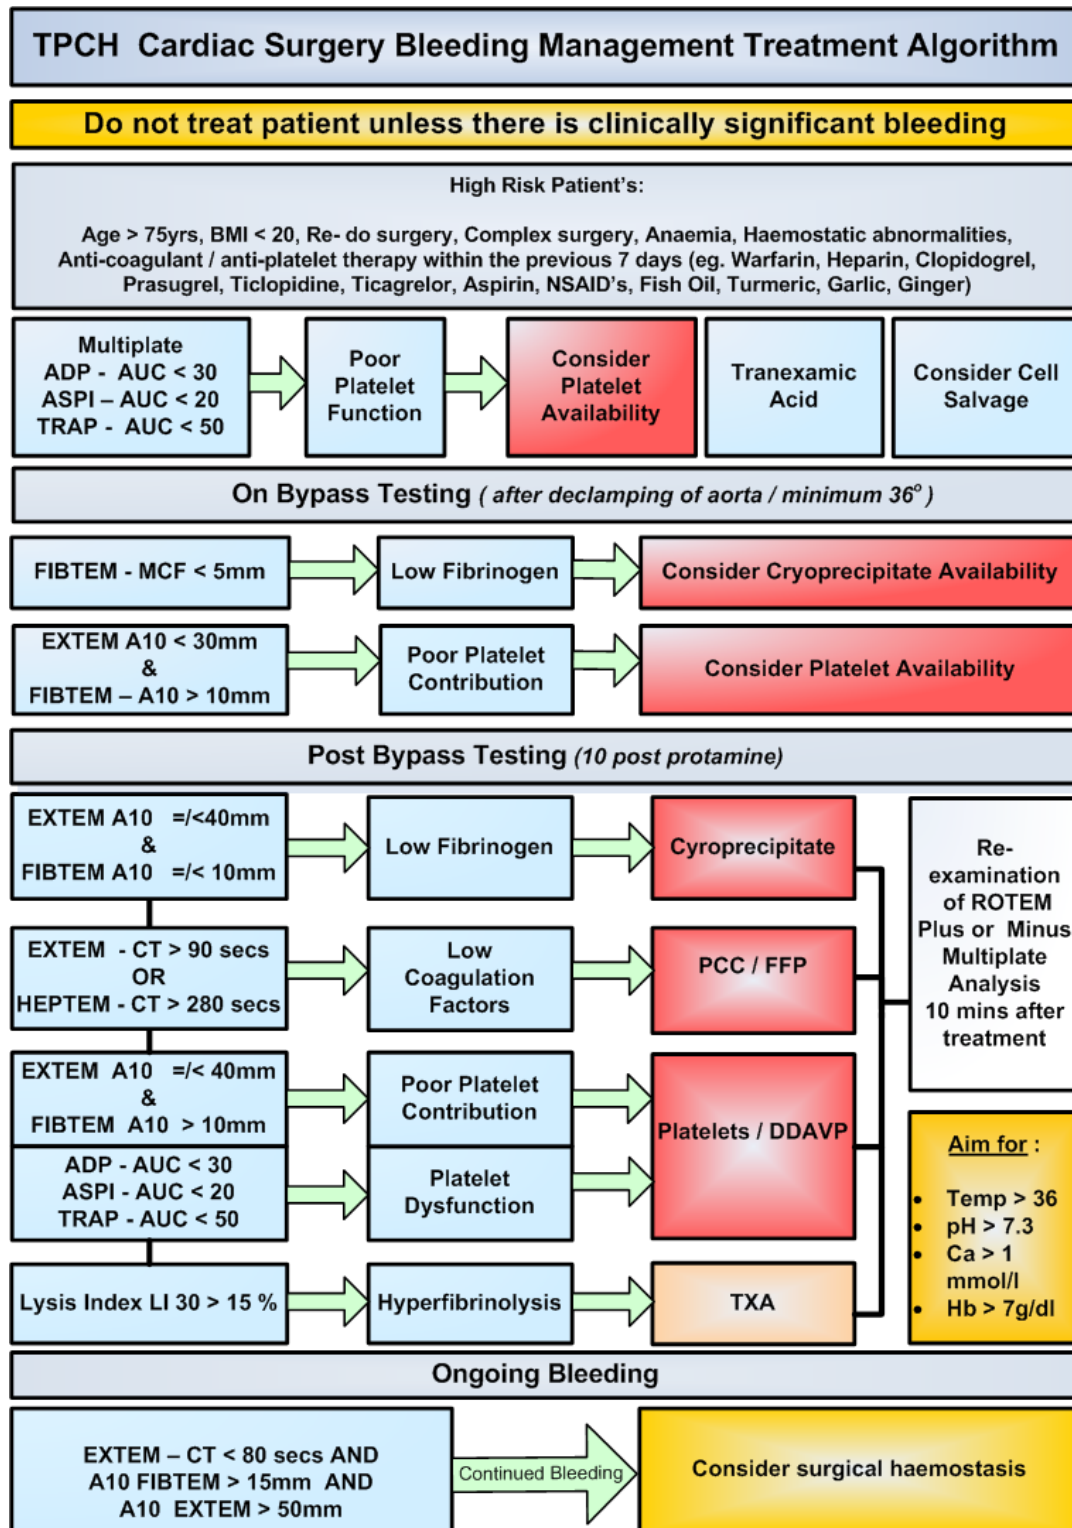 TPCH Cardiac Surgery Bleeding Management Treatment Algorithm
Do not treat patient unless there is clinically significant bleeding
High Risk Patient's:
Age > 75yrs, BMI < 20, Re- do surgery, Complex surgery, Anaemia, Haemostatic abnormalities,
Anti-coagulant / anti-platelet therapy within the previous 7 days (eg. Warfarin, Heparin, Clopidogrel,
Prasugrel, Ticlopidine, Ticagrelor, Aspirin, NSAID's, Fish Oil, Turmeric, Garlic, Ginger)
Multiplate
ADP - AUC < 30
ASPI – AUC < 20
TRAP - AUC < 50
Poor
Platelet
Function
Consider
Platelet
Availability
Tranexamic
Acid
Consider Cell
Salvage
On Bypass Testing ( after declamping of aorta / minimum 36° )
FIBTEM - MCF < 5mm
Low Fibrinogen
Consider Cryoprecipitate Availability
EXTEM A10 < 30mm
&
FIBTEM – A10 > 10mm
Poor Platelet
Contribution
Consider Platelet Availability
Post Bypass Testing (10 post protamine)
EXTEM A10 =/<40mm
&
FIBTEM A10 =/< 10mm
Low Fibrinogen
Cyroprecipitate
EXTEM - CT > 90 secs
OR
HEPTEM - CT > 280 secs
Low
Coagulation
Factors
PCC / FFP
EXTEM A10 =/< 40mm
&
FIBTEM A10 > 10mm
Poor Platelet
Contribution
Platelets / DDAVP
ADP - AUC < 30
ASPI - AUC < 20
TRAP - AUC < 50
Platelet
Dysfunction
Lysis Index LI 30 > 15 %
Hyperfibrinolysis
TXA
Re-
examination
of ROTEM
Plus or Minus
Multiplate
Analysis
10 mins after
treatment
Aim for :
• Temp > 36
• pH > 7.3
• Ca > 1
mmol/l
• Hb > 7g/dl
Ongoing Bleeding
EXTEM – CT < 80 secs AND
A10 FIBTEM > 15mm AND
A10 EXTEM > 50mm
Continued Bleeding
Consider surgical haemostasis